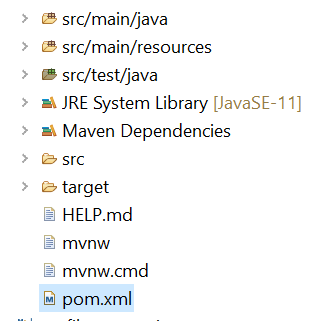 src/main/java
src/main/resources
src/test/java
JRE System Library [JavaSE-11]
Maven Dependencies
src
target
HELP.md
mvnw
mvnw.cmd
pom.xml